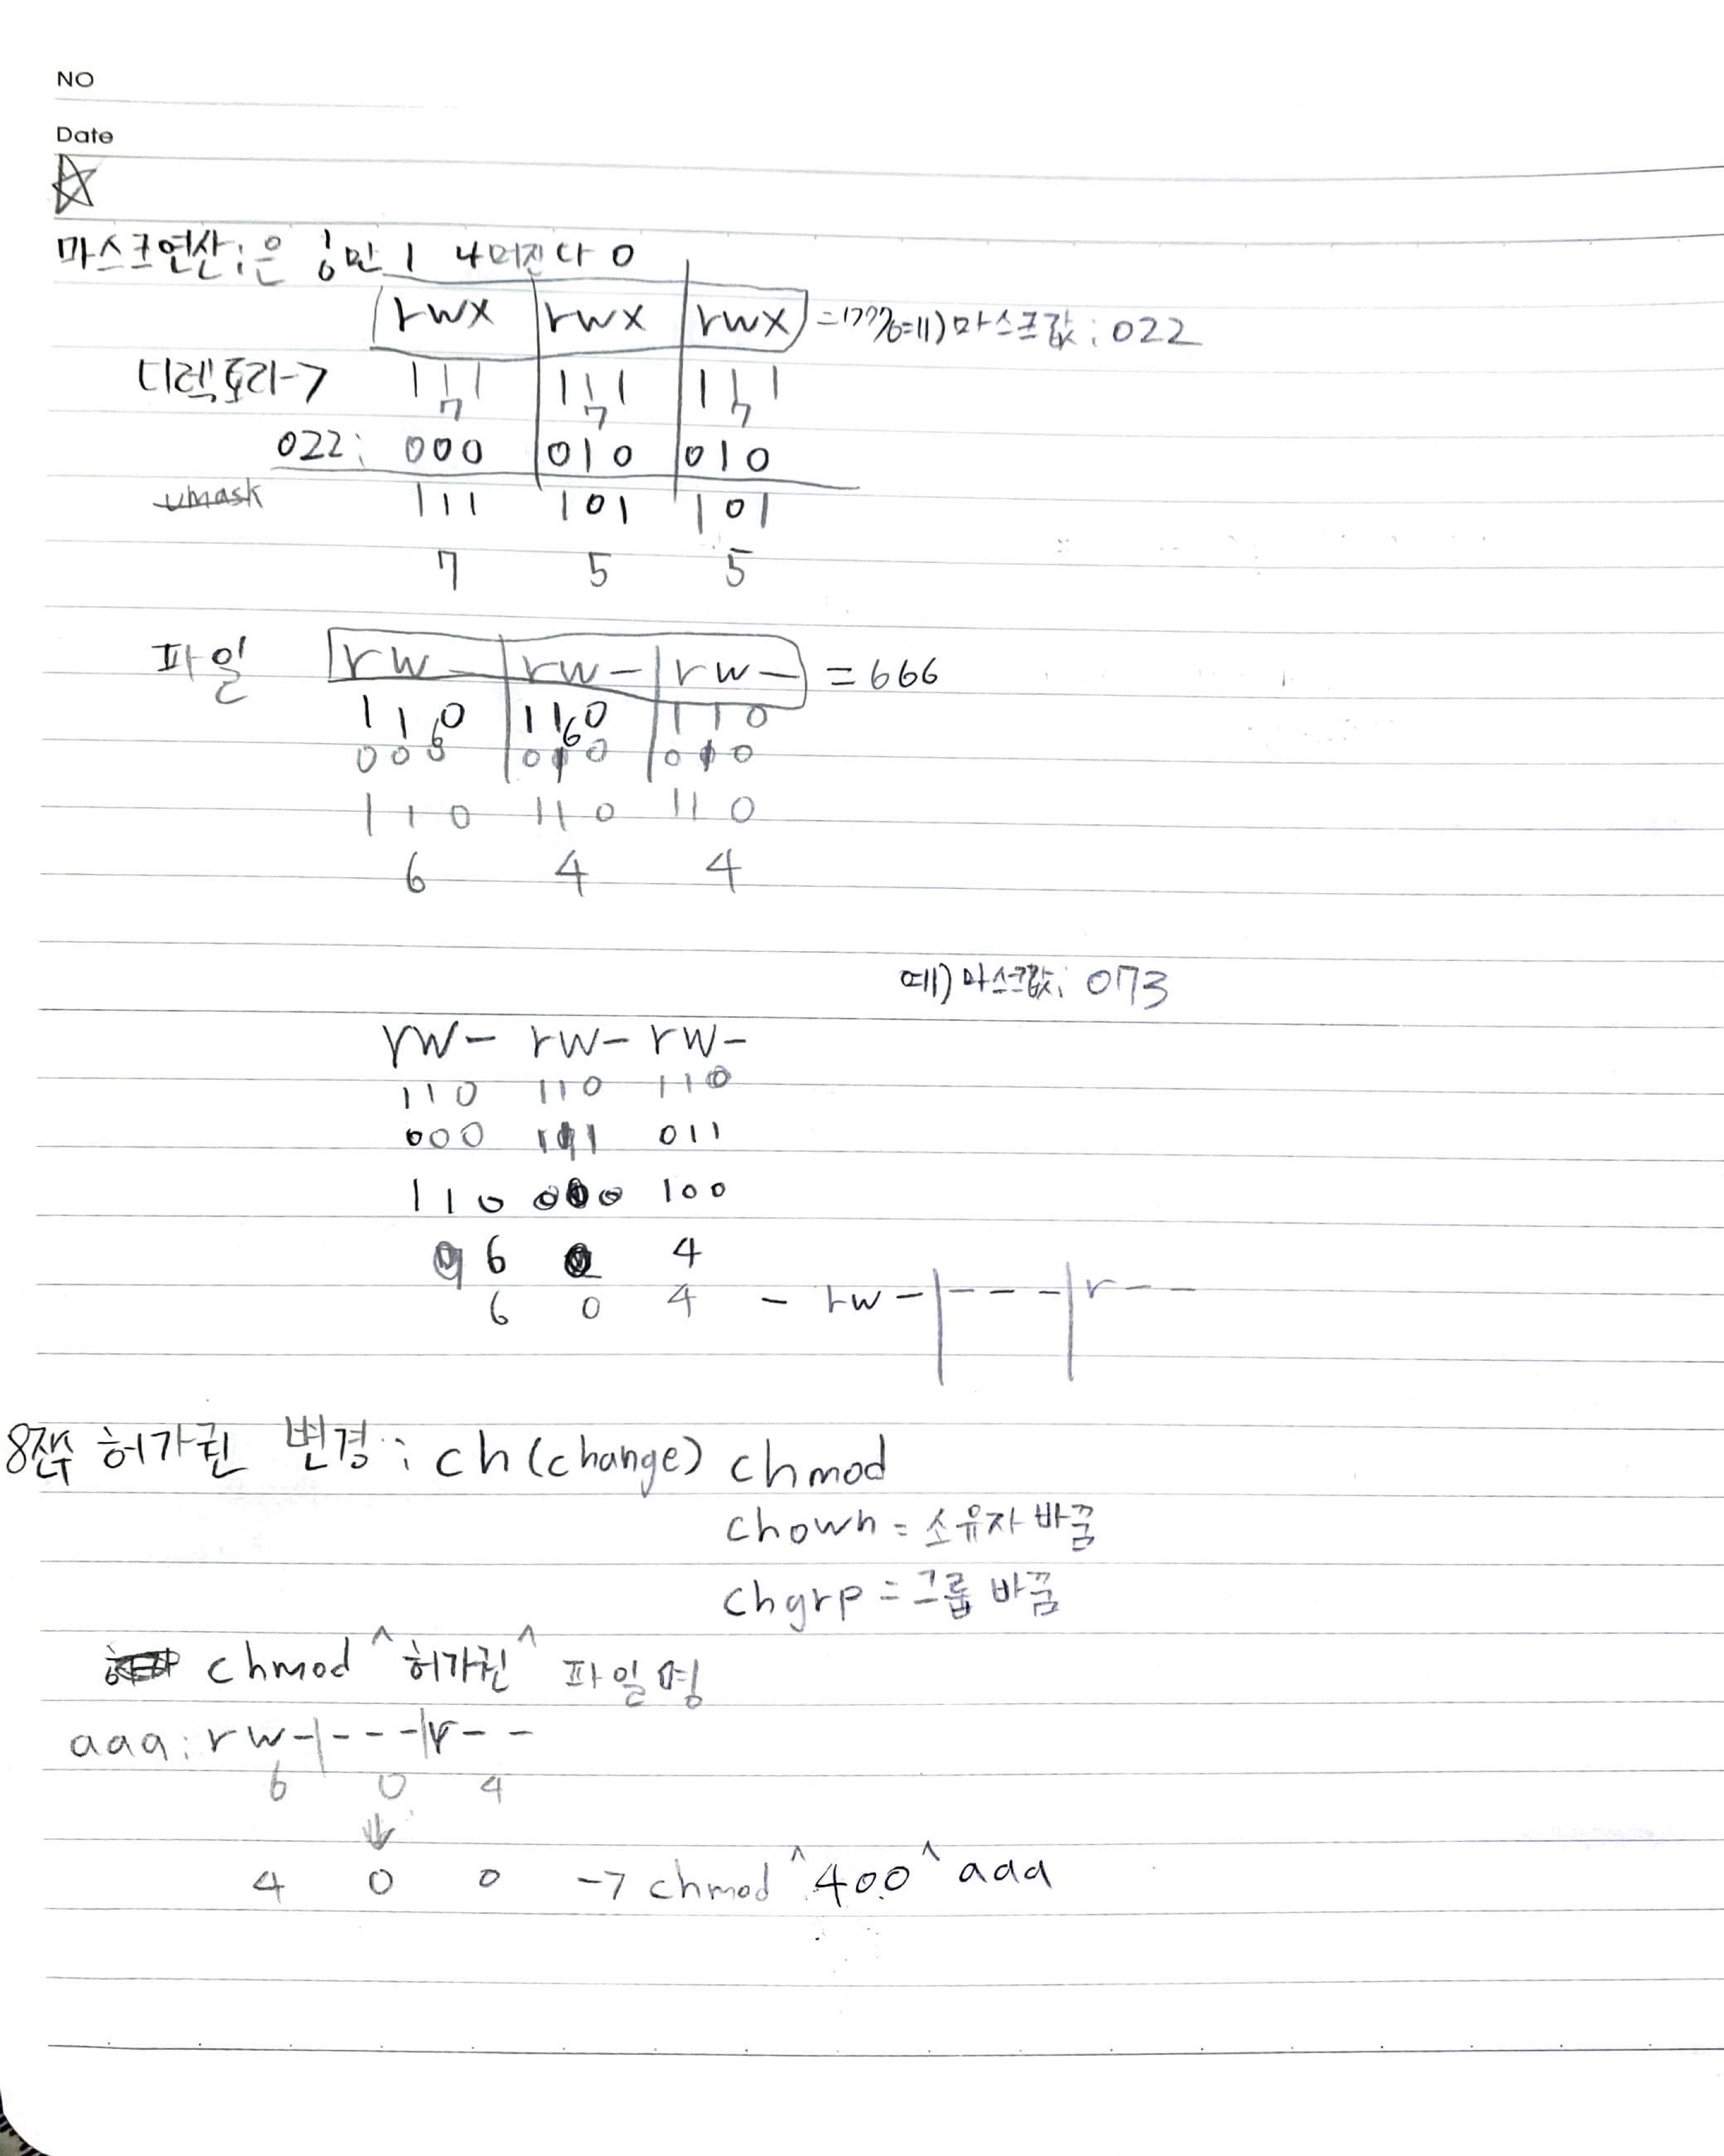 NO
Date
마스크연산;은 1/0만 1 나머진 다 0
rwx rwx rwx =777 예) 마스크값: 022
디렉토리-> 111 111 111
7 7 7
022: 000 010 010
umask 111 101 101
7 5 5
파일 rw- rw- rw- = 666
110 110 110
6 6
000 010 010
110 110 110
6 4 4
예) 마스크값: 073
rw- rw- rw-
110 110 110
000 111 011
110 000 100
6 4
6 0 4 - rw-|---|r--
8진수 허가권 변경: ch(change) chmod
chown = 소유자 바꿈
chgrp = 그룹 바꿈
chmod ^ 허가권 ^ 파일명
aaa: rw-|---|r--
6 0 4
↓
4 0 0 -> chmod ^ 400 ^ aaa